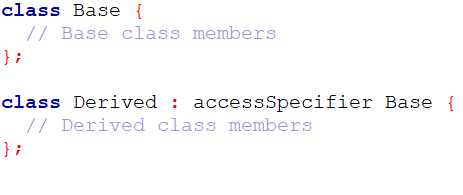 class Base {
  // Base class members
};

class Derived : accessSpecifier Base {
  // Derived class members
};